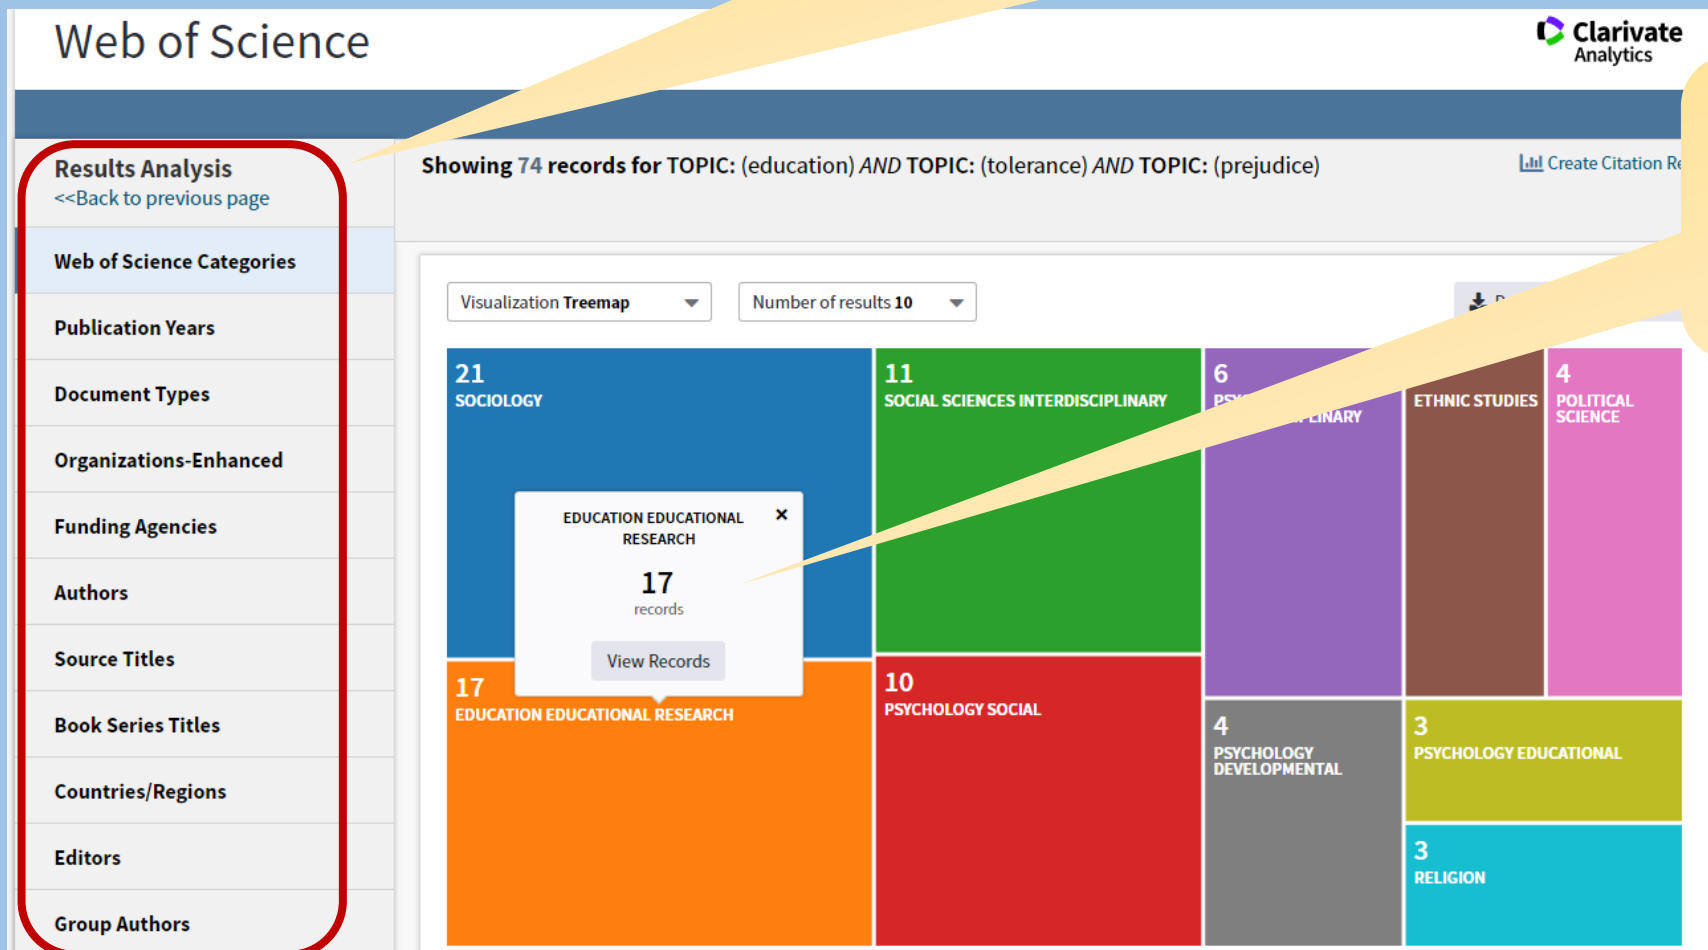 Web of Science
Clarivate
Analytics
Results Analysis
<<Back to previous page
Showing 74 records for TOPIC: (education) AND TOPIC: (tolerance) AND TOPIC: (prejudice)
Create Citation Re
Web of Science Categories
Publication Years
Document Types
Organizations-Enhanced
Funding Agencies
Authors
Source Titles
Book Series Titles
Countries/Regions
Editors
Group Authors
Visualization Treemap
Number of results 10
21
SOCIOLOGY
EDUCATION EDUCATIONAL
RESEARCH
17
records
View Records
17
EDUCATION EDUCATIONAL RESEARCH
11
SOCIAL SCIENCES INTERDISCIPLINARY
10
PSYCHOLOGY SOCIAL
6
4
PSYCHOLOGY
DEVELOPMENTAL
ETHNIC STUDIES
4
POLITICAL
SCIENCE
3
PSYCHOLOGY EDUCATIONAL
3
RELIGION